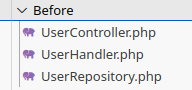 Before
UserController.php
UserHandler.php
UserRepository.php